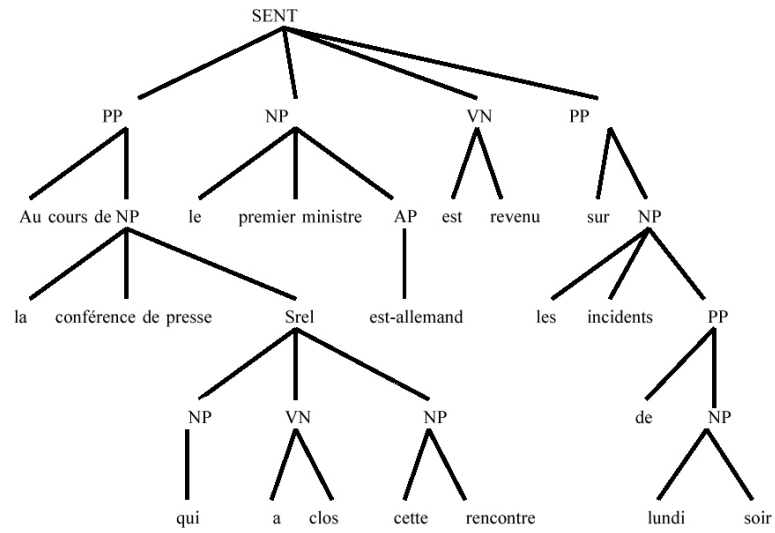 SENT
PP NP VN PP
Au cours de NP le premier ministre AP est revenu sur NP
la conférence de presse Srel est-allemand les incidents PP
NP VN NP de NP
qui a clos cette rencontre lundi soir